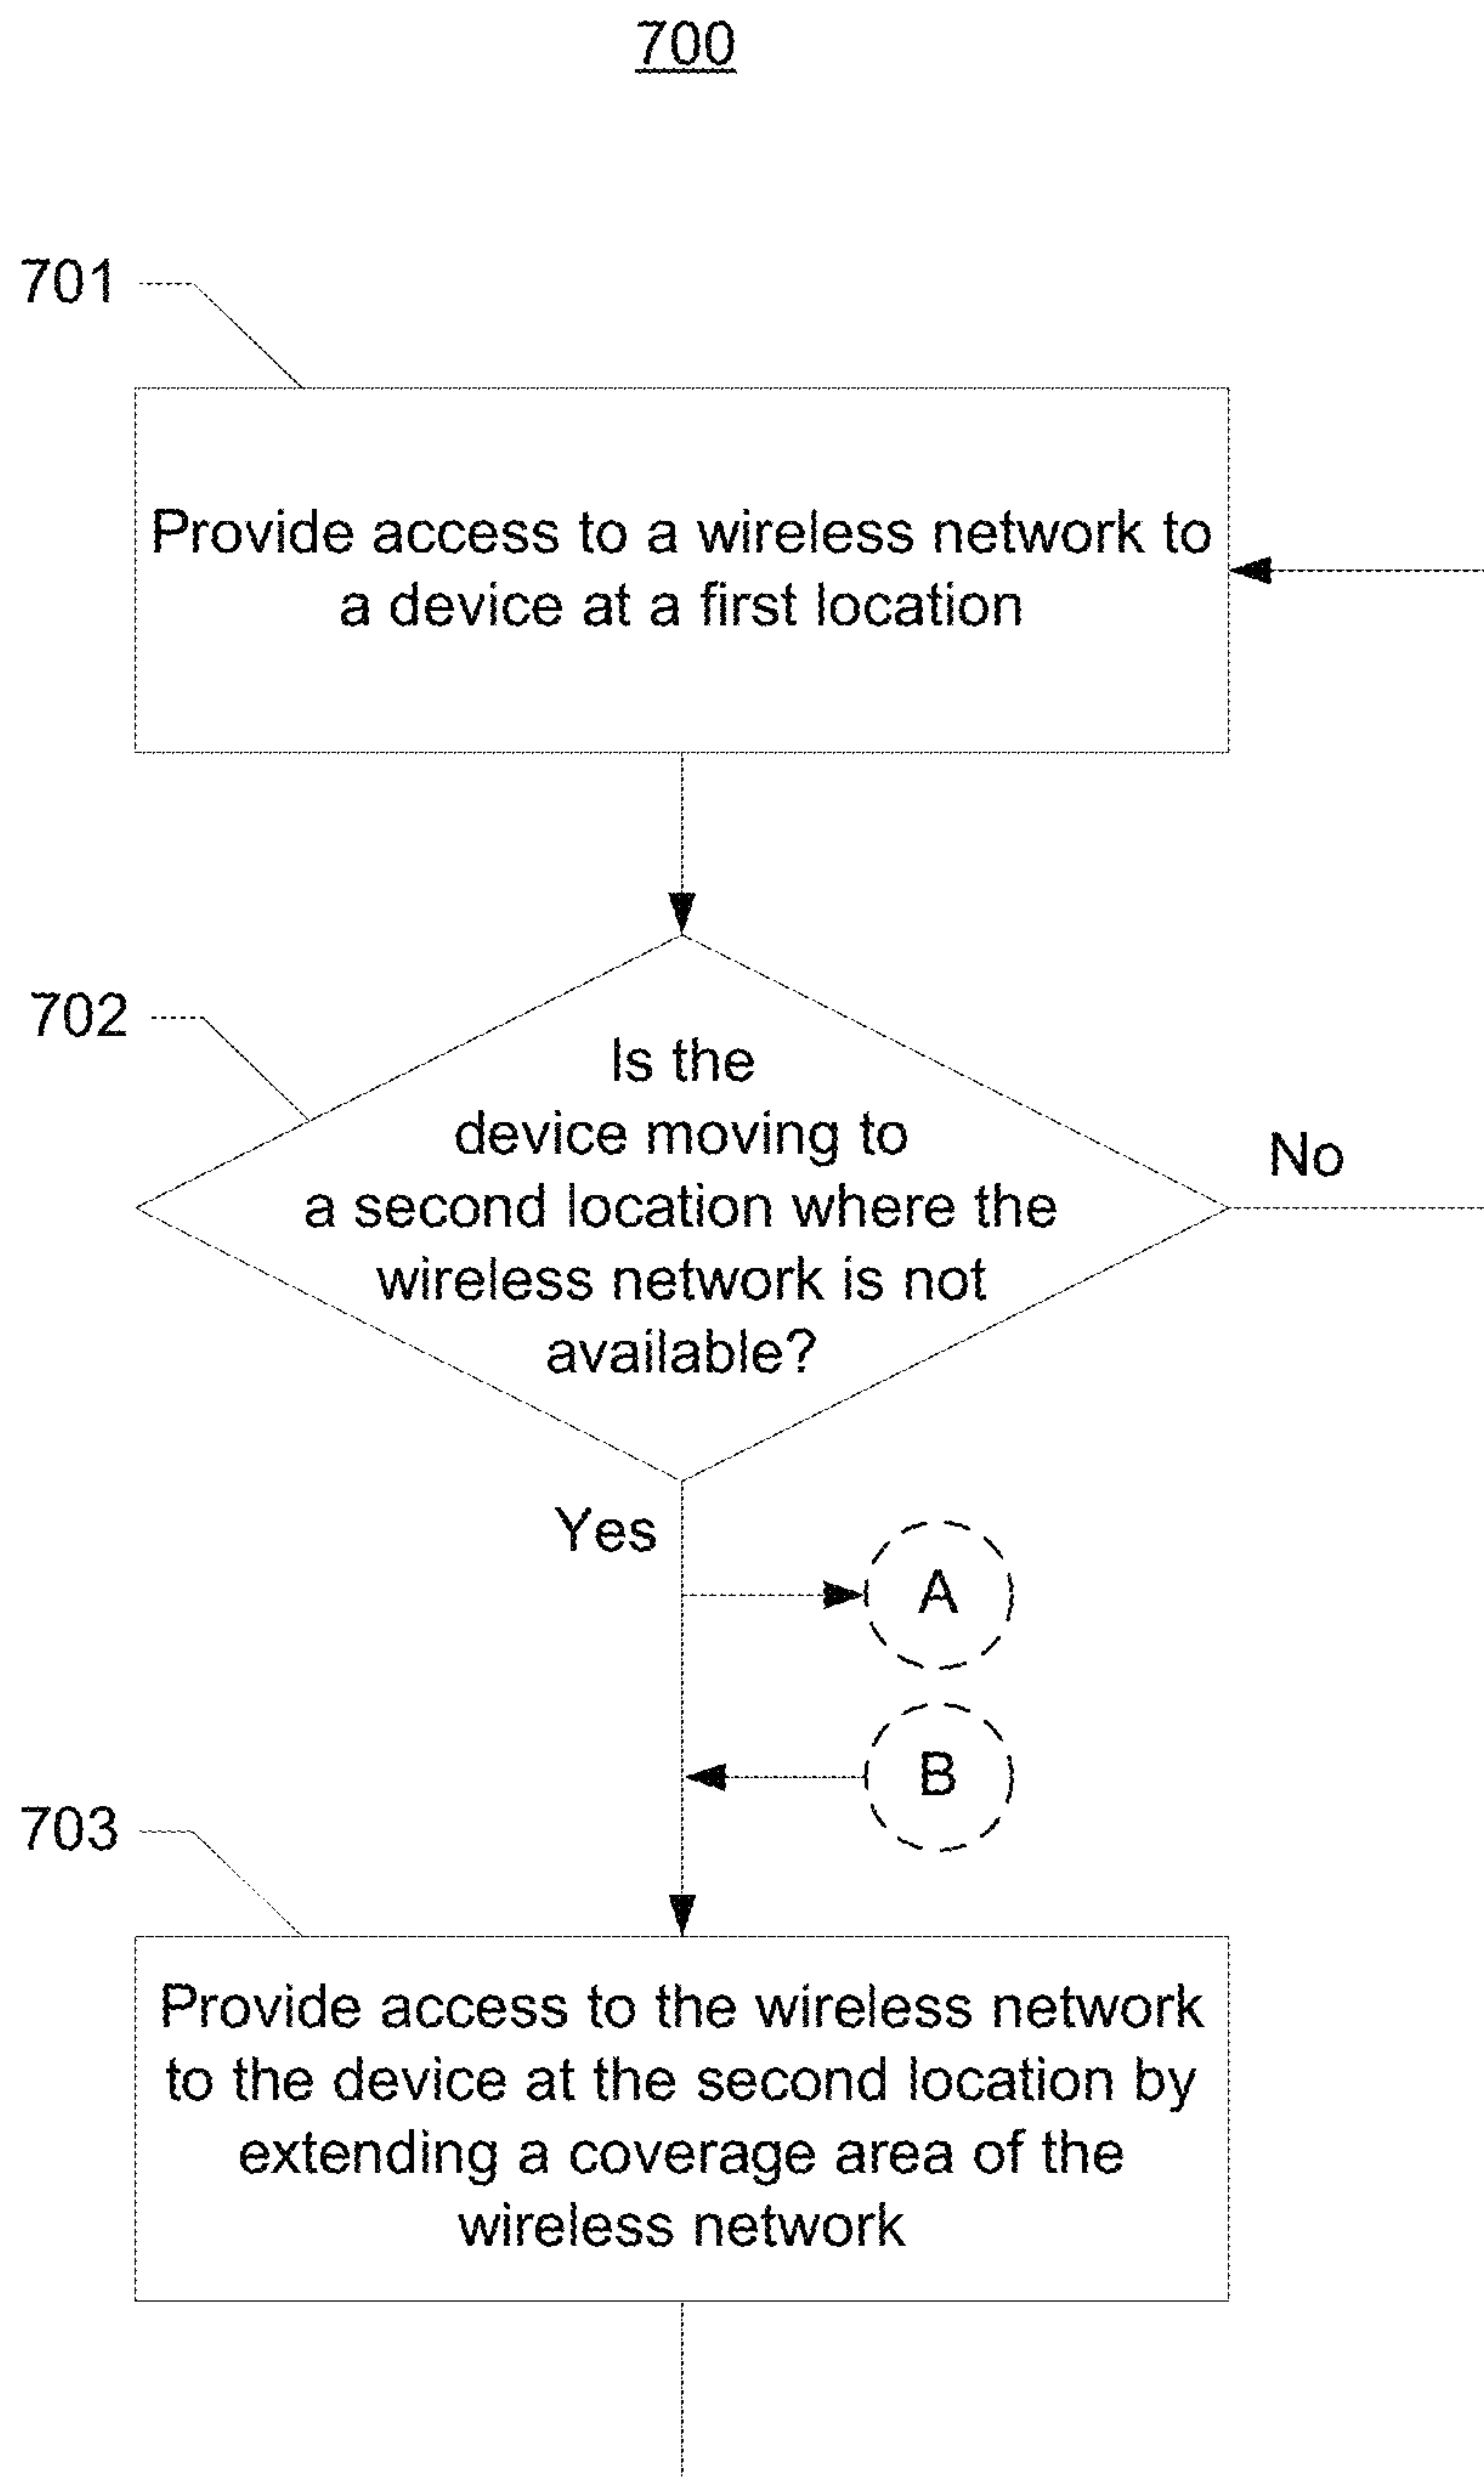 700
701
Provide access to a wireless network to
a device at a first location
702
Is the
device moving to
a second location where the
wireless network is not
available?
No
Yes
A
B
703
Provide access to the wireless network
to the device at the second location by
extending a coverage area of the
wireless network